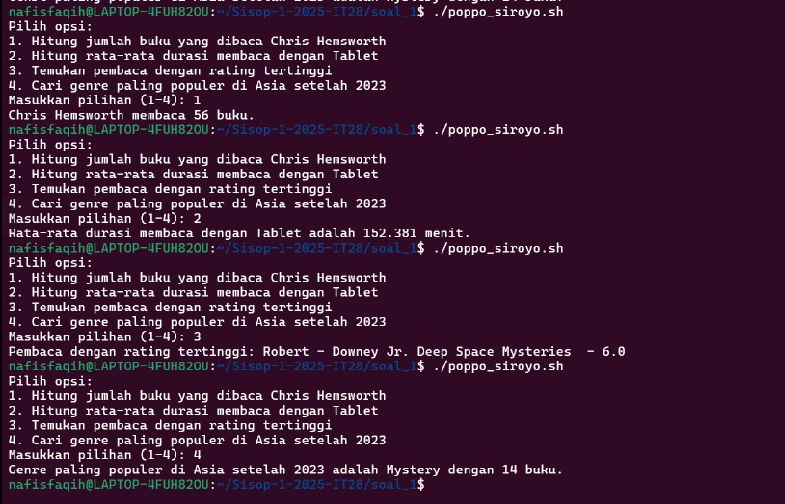 nafisfaqih@LAPTOP-4FUH82OU:~/Sisop-1-2025-IT28/soal_1$ ./poppo_siroyo.sh
Pilih opsi:
1. Hitung jumlah buku yang dibaca Chris Hemsworth
2. Hitung rata-rata durasi membaca dengan Tablet
3. Temukan pembaca dengan rating tertinggi
4. Cari genre paling populer di Asia setelah 2023
Masukkan pilihan (1-4): 1
Chris Hemsworth membaca 56 buku.
nafisfaqih@LAPTOP-4FUH82OU:~/Sisop-1-2025-IT28/soal_1$ ./poppo_siroyo.sh
Pilih opsi:
1. Hitung jumlah buku yang dibaca Chris Hemsworth
2. Hitung rata-rata durasi membaca dengan Tablet
3. Temukan pembaca dengan rating tertinggi
4. Cari genre paling populer di Asia setelah 2023
Masukkan pilihan (1-4): 2
Rata-rata durasi membaca dengan Tablet adalah 152.381 menit.
nafisfaqih@LAPTOP-4FUH82OU:~/Sisop-1-2025-IT28/soal_1$ ./poppo_siroyo.sh
Pilih opsi:
1. Hitung jumlah buku yang dibaca Chris Hemsworth
2. Hitung rata-rata durasi membaca dengan Tablet
3. Temukan pembaca dengan rating tertinggi
4. Cari genre paling populer di Asia setelah 2023
Masukkan pilihan (1-4): 3
Pembaca dengan rating tertinggi: Robert - Downey Jr. Deep Space Mysteries  - 6.0
nafisfaqih@LAPTOP-4FUH82OU:~/Sisop-1-2025-IT28/soal_1$ ./poppo_siroyo.sh
Pilih opsi:
1. Hitung jumlah buku yang dibaca Chris Hemsworth
2. Hitung rata-rata durasi membaca dengan Tablet
3. Temukan pembaca dengan rating tertinggi
4. Cari genre paling populer di Asia setelah 2023
Masukkan pilihan (1-4): 4
Genre paling populer di Asia setelah 2023 adalah Mystery dengan 14 buku.
nafisfaqih@LAPTOP-4FUH82OU:~/Sisop-1-2025-IT28/soal_1$